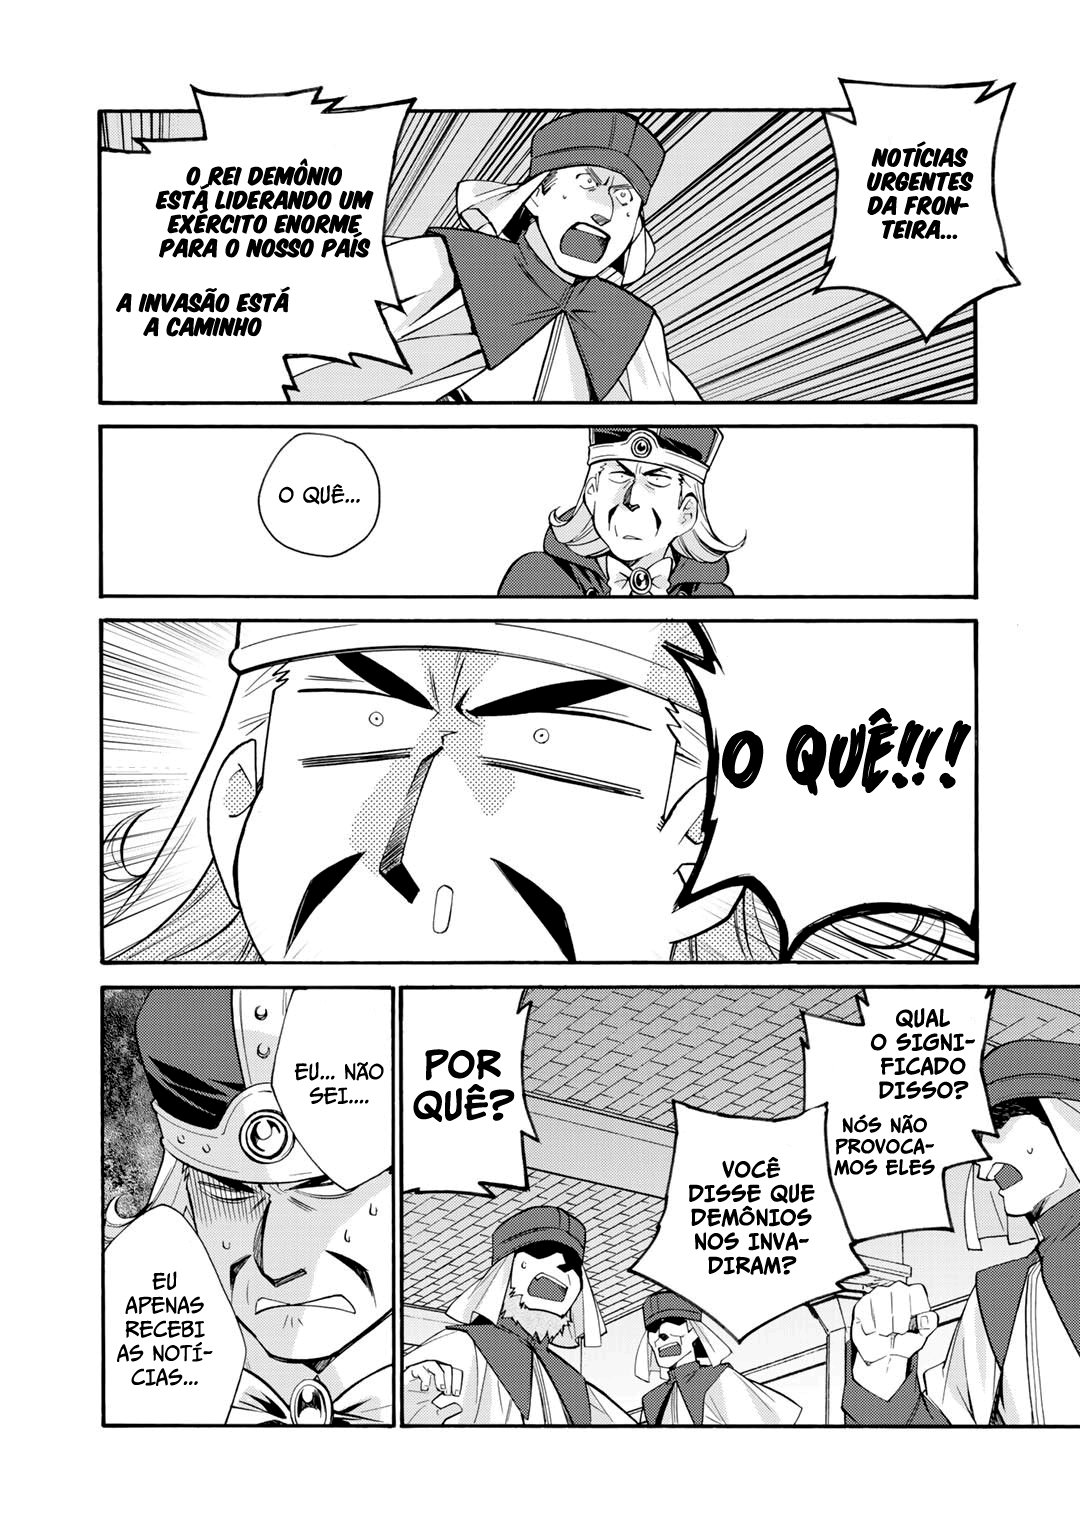 NOTÍCIAS
URGENTES
DA FRON-
TEIRA...
O REI DEMÔNIO
ESTÁ LIDERANDO UM
EXÉRCITO ENORME
PARA O NOSSO PAÍS
A INVASÃO ESTÁ
A CAMINHO
O QUÊ...
O QUÊ!!!
QUAL
O SIGNI-
FICADO
DISSO?
NÓS NÃO
PROVOCA-
MOS ELES
VOCÊ
DISSE QUE
DEMÔNIOS
NOS INVA-
DIRAM?
POR
QUÊ?
EU... NÃO
SEI....
EU
APENAS
RECEBI
AS NOTÍ-
CIAS...